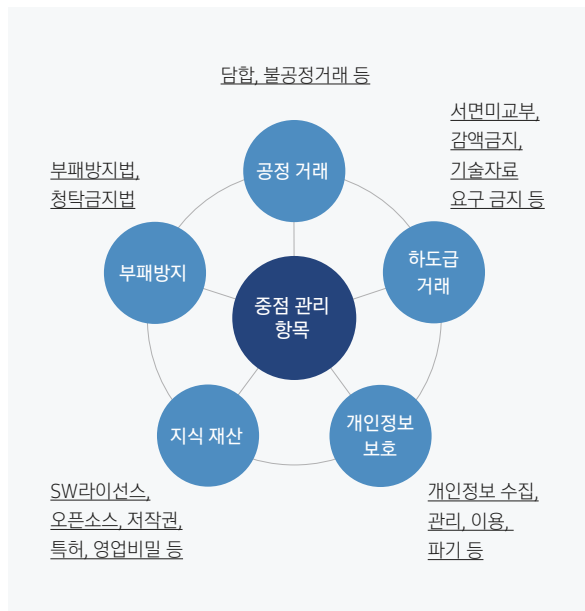 담합, 불공정거래 등
공정 거래
서면미교부,
감액금지,
기술자료
요구 금지 등
하도급
거래
부패방지법,
청탁금지법
부패방지
중점 관리
항목
지식 재산
SW라이선스,
오픈소스, 저작권,
특허, 영업비밀 등
개인정보
보호
개인정보 수집,
관리, 이용,
파기 등